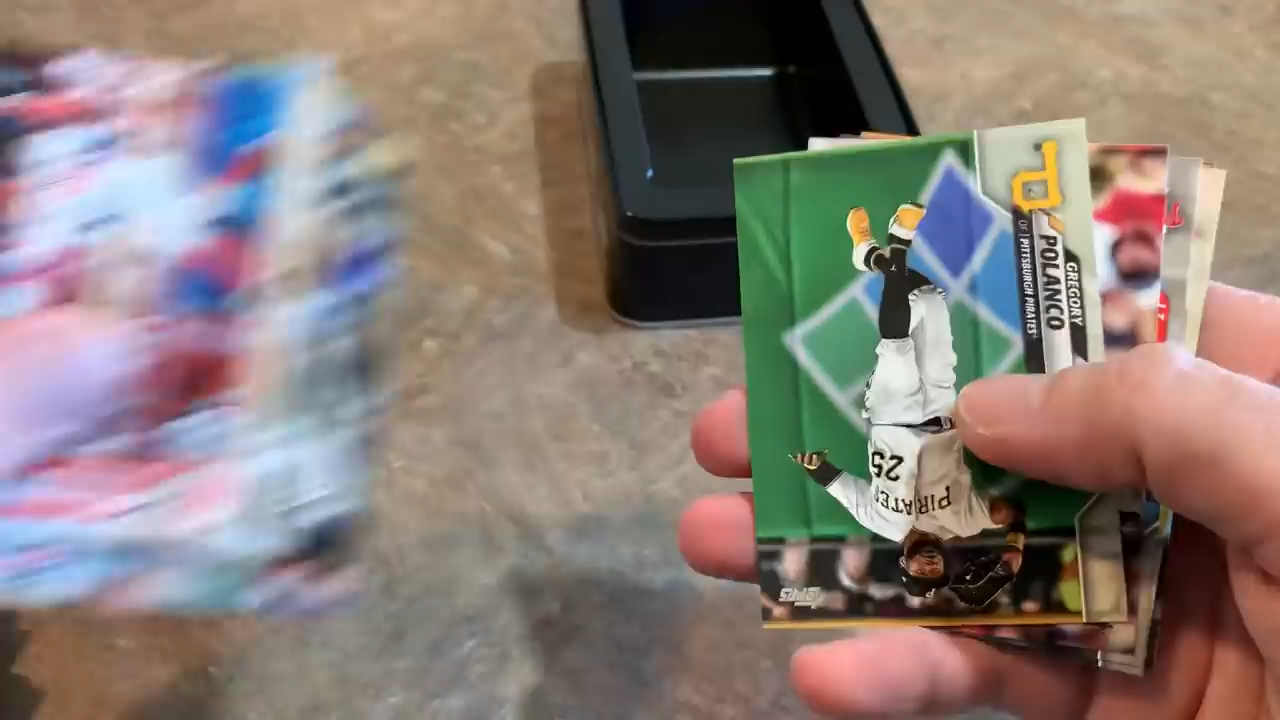 GREGORY
POLANCO
OF | PITTSBURGH PIRATES
P
PIRATES
25
TOPPS